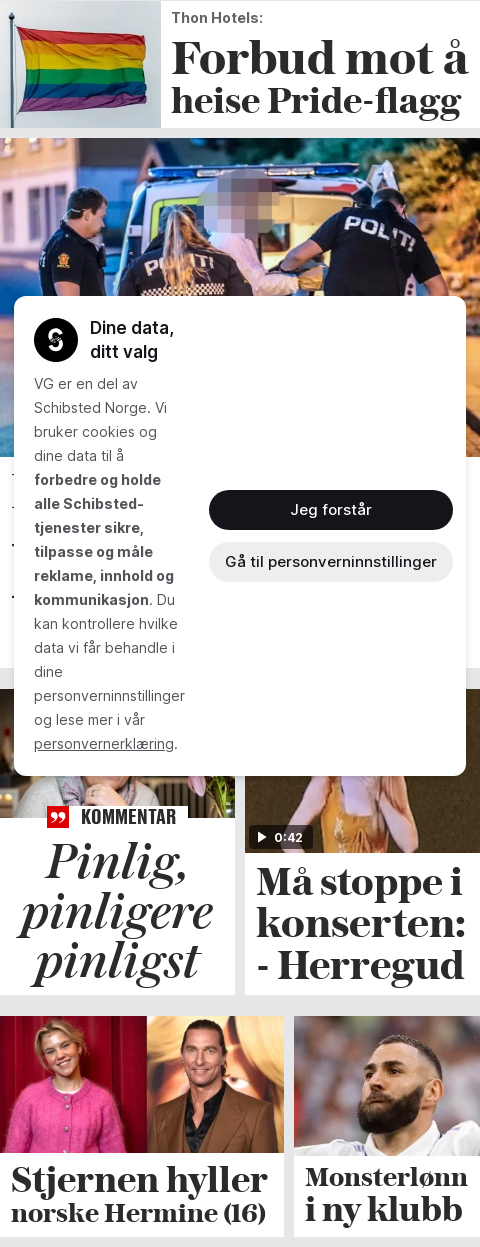 Thon Hotels:
Forbud mot å
heise Pride-flagg
POLITI
POLITI
POLITI
Dine data,
ditt valg
VG er en del av
Schibsted Norge. Vi
bruker cookies og
dine data til å
forbedre og holde
alle Schibsted-
tjenester sikre,
tilpasse og måle
reklame, innhold og
kommunikasjon. Du
kan kontrollere hvilke
data vi får behandle i
dine
personverninnstillinger
og lese mer i vår
personvernerklæring.
Jeg forstår
Gå til personverninnstillinger
KOMMENTAR
Pinlig,
pinligere
pinligst
0:42
Må stoppe i
konserten:
- Herregud
Stjernen hyller
norske Hermine (16)
Monsterlønn
i ny klubb